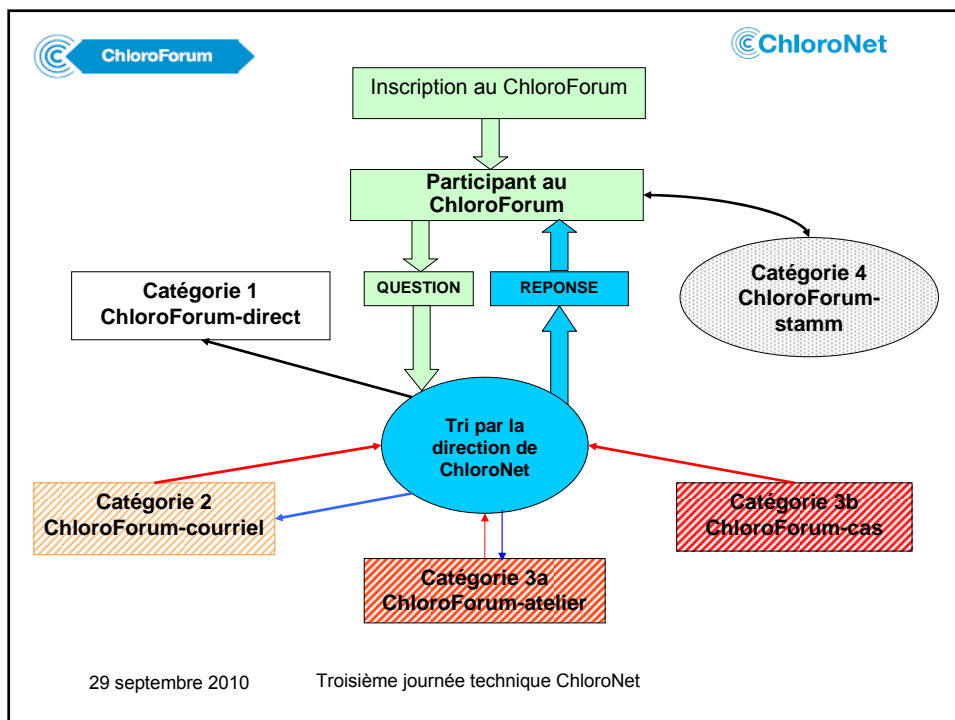 ChloroForum
ChloroNet
Inscription au ChloroForum
Participant au
ChloroForum
QUESTION
REPONSE
Catégorie 1
ChloroForum-direct
Catégorie 4
ChloroForum-
stamm
Tri par la
direction de
ChloroNet
Catégorie 2
ChloroForum-courriel
Catégorie 3b
ChloroForum-cas
Catégorie 3a
ChloroForum-atelier
29 septembre 2010
Troisième journée technique ChloroNet